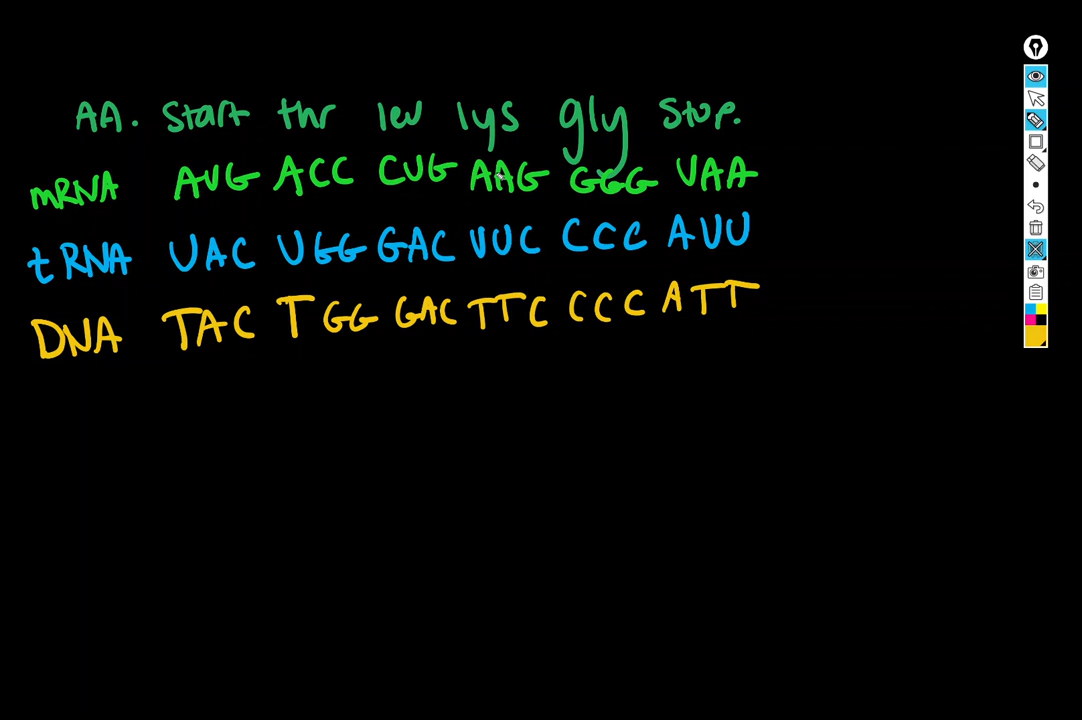 AA. Start thr leu lys gly Stop.
mRNA AUG ACC CUG AAG GGG UAA
tRNA UAC UGG GAC UUC CCC AUU
DNA TAC TGG GAC TTC CCC ATT